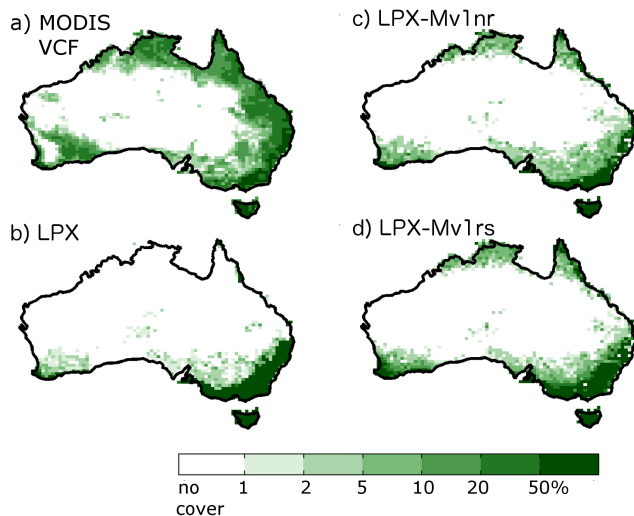 a) MODIS
VCF
c) LPX-Mv1nr
b) LPX
d) LPX-Mv1rs
no
cover
1
2
5
10
20
50%